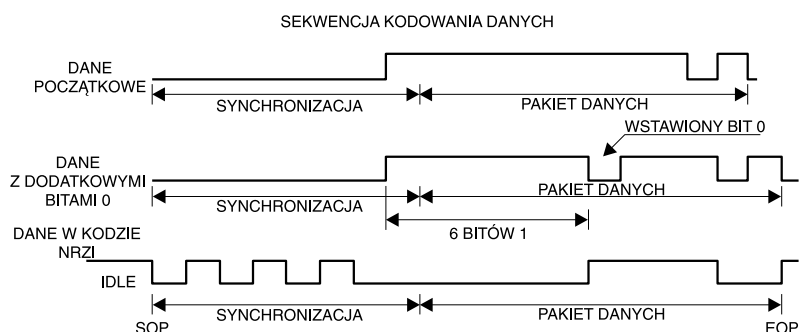 SEKWENCJA KODOWANIA DANYCH
DANE
POCZĄTKOWE
SYNCHRONIZACJA
PAKIET DANYCH
WSTAWIONY BIT 0
DANE
Z DODATKOWYMI
BITAMI 0
PAKIET DANYCH
SYNCHRONIZACJA
6 BITÓW 1
DANE W KODZIE
NRZI
IDLE
SYNCHRONIZACJA
PAKIET DANYCH
SOP
EOP